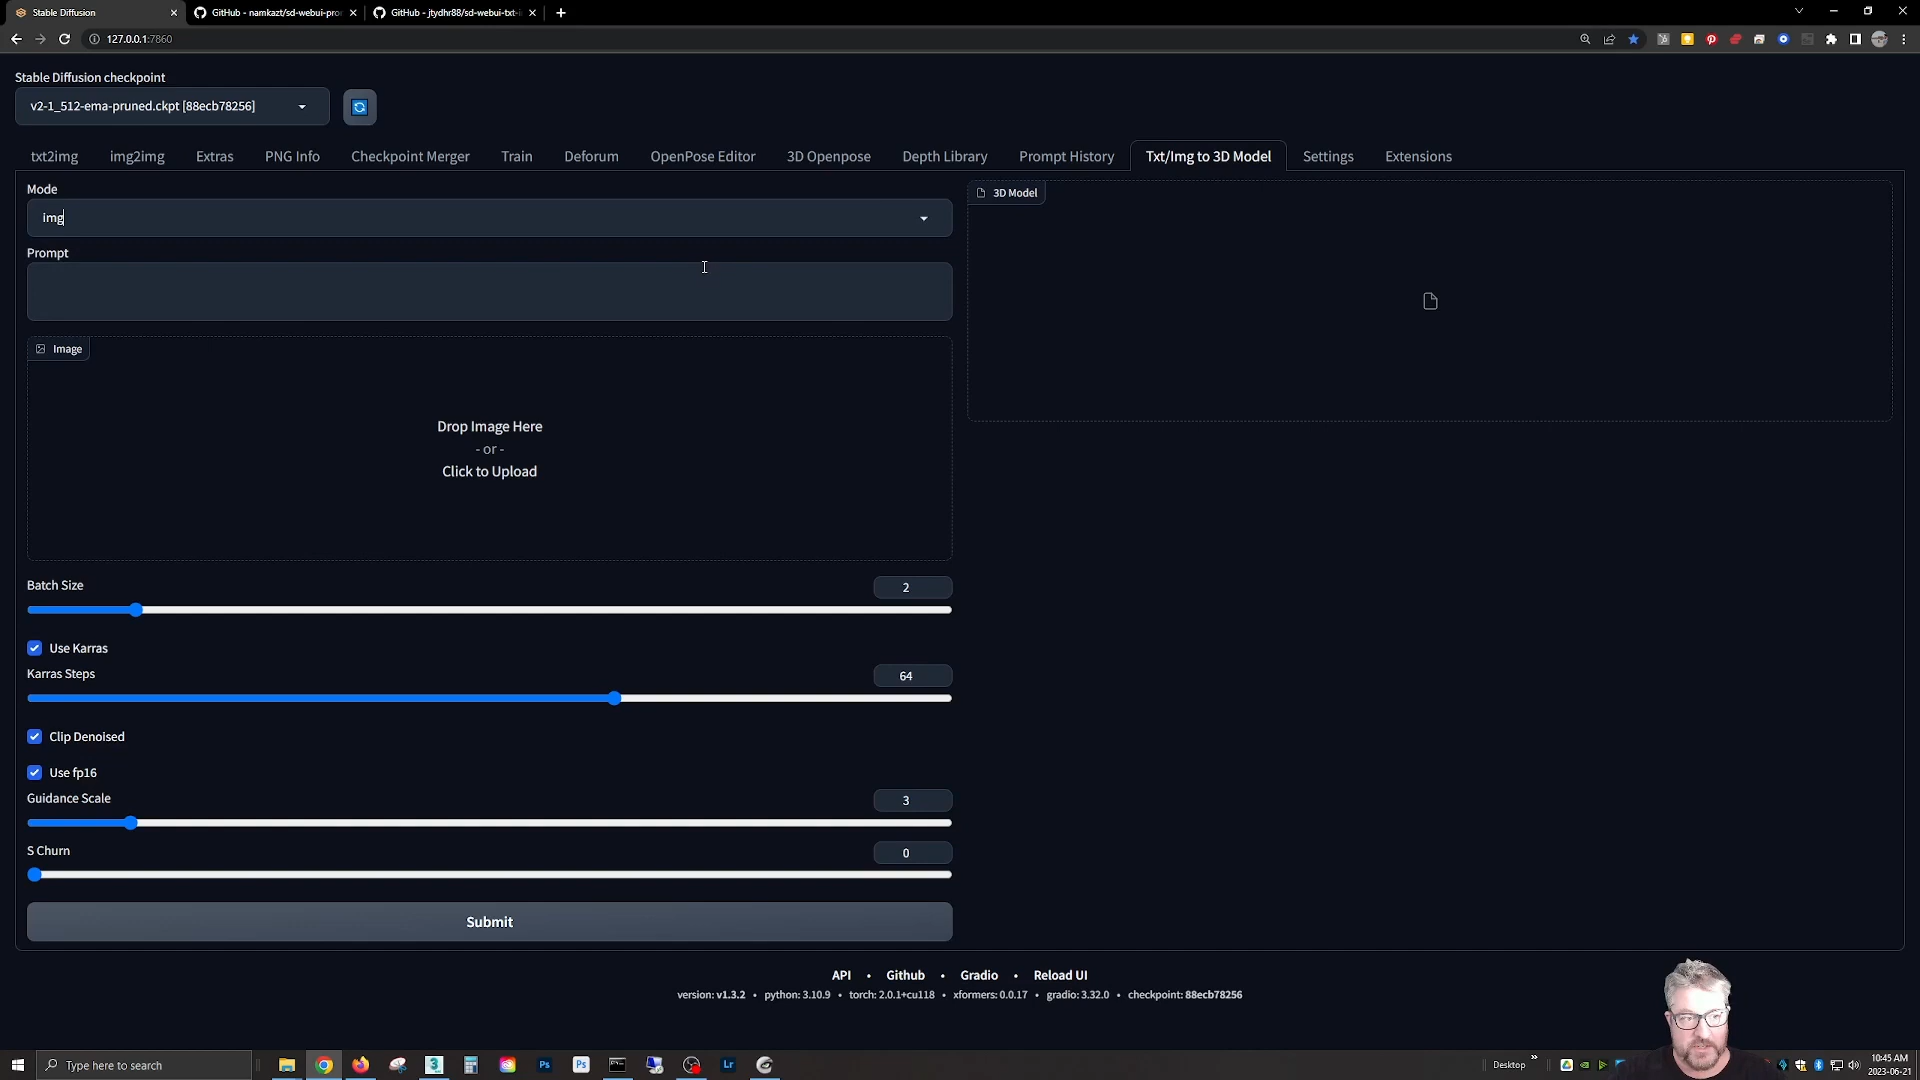 Stable Diffusion
GitHub - namkazt/sd-webui-pro
GitHub - jtydhr88/sd-webui-txt-i
127.0.0.1:7860
Stable Diffusion checkpoint
v2-1_512-ema-pruned.ckpt [88ecb78256]
txt2img
img2img
Extras
PNG Info
Checkpoint Merger
Train
Deforum
OpenPose Editor
3D Openpose
Depth Library
Prompt History
Txt/Img to 3D Model
Settings
Extensions
Mode
img
3D Model
Prompt
Image
Drop Image Here
- or -
Click to Upload
Batch Size
2
Use Karras
Karras Steps
64
Clip Denoised
Use fp16
Guidance Scale
3
S Churn
0
Submit
API • Github • Gradio • Reload UI
version: v1.3.2 • python: 3.10.9 • torch: 2.0.1+cu118 • xformers: 0.0.17 • gradio: 3.32.0 • checkpoint: 88ecb78256
Type here to search
Ps
Ps
Lr
Desktop
10:45 AM
2023-06-21